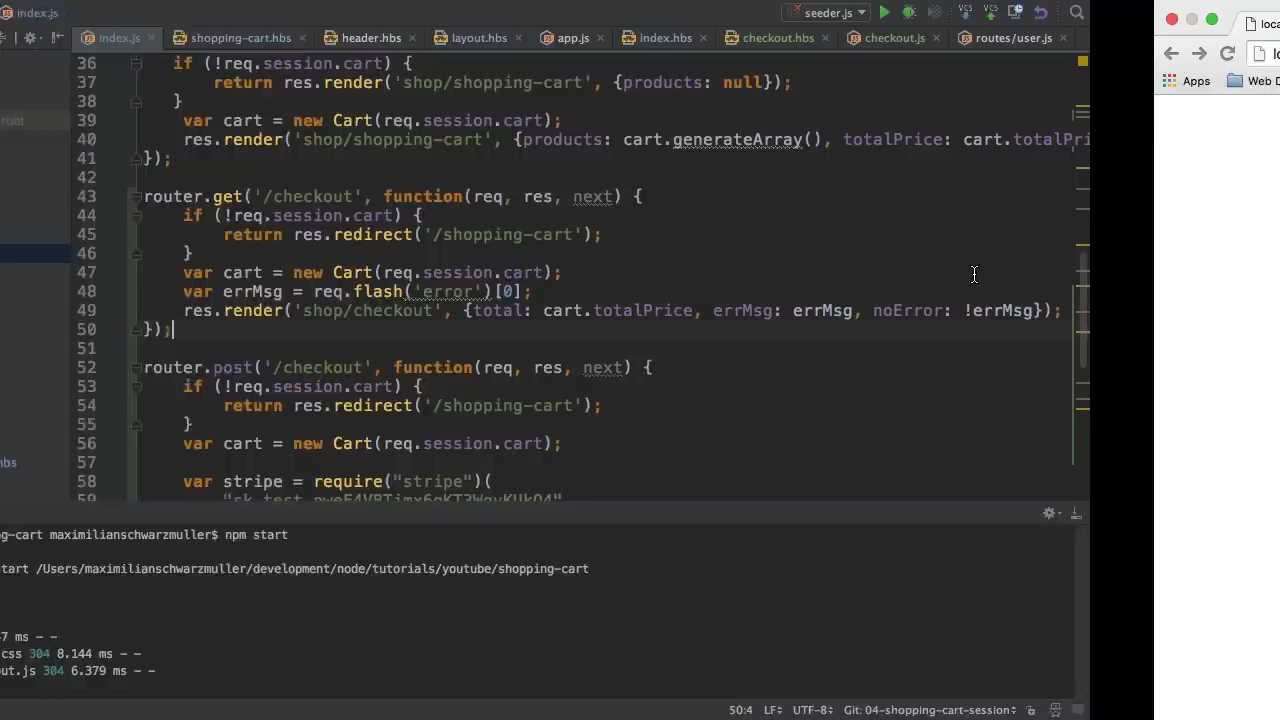 index.js
seeder.js
index.js shopping-cart.hbs header.hbs layout.hbs app.js index.hbs checkout.hbs checkout.js routes/user.js
36 if (!req.session.cart) {
37 return res.render('shop/shopping-cart', {products: null});
38 }
39 var cart = new Cart(req.session.cart);
40 res.render('shop/shopping-cart', {products: cart.generateArray(), totalPrice: cart.totalPri
41 });
42
43 router.get('/checkout', function(req, res, next) {
44 if (!req.session.cart) {
45 return res.redirect('/shopping-cart');
46 }
47 var cart = new Cart(req.session.cart);
48 var errMsg = req.flash('error')[0];
49 res.render('shop/checkout', {total: cart.totalPrice, errMsg: errMsg, noError: !errMsg});
50 });
51
52 router.post('/checkout', function(req, res, next) {
53 if (!req.session.cart) {
54 return res.redirect('/shopping-cart');
55 }
56 var cart = new Cart(req.session.cart);
57
58 var stripe = require("stripe")(
root
hbs
g-cart maximilianschwarzmuller$ npm start
tart /Users/maximilianschwarzmuller/development/node/tutorials/youtube/shopping-cart
7 ms - -
css 304 8.144 ms - -
out.js 304 6.379 ms - -
50:4 LF UTF-8 Git: 04-shopping-cart-session
loca
lo
Apps Web D